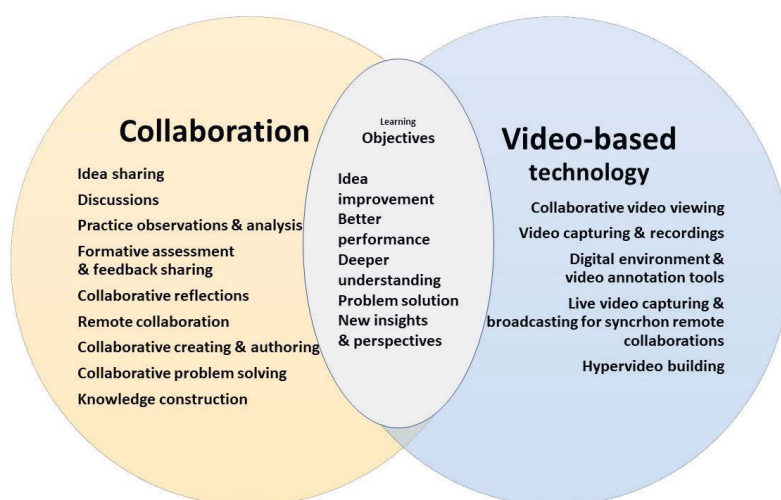 Collaboration
Idea sharing
Discussions
Practice observations & analysis
Formative assessment
& feedback sharing
Collaborative reflections
Remote collaboration
Collaborative creating & authoring
Collaborative problem solving
Knowledge construction
Learning
Objectives
Idea
improvement
Better
performance
Deeper
understanding
Problem solution
New insights
& perspectives
Video-based
technology
Collaborative video viewing
Video capturing & recordings
Digital environment &
video annotation tools
Live video capturing &
broadcasting for syncrhon remote
collaborations
Hypervideo building